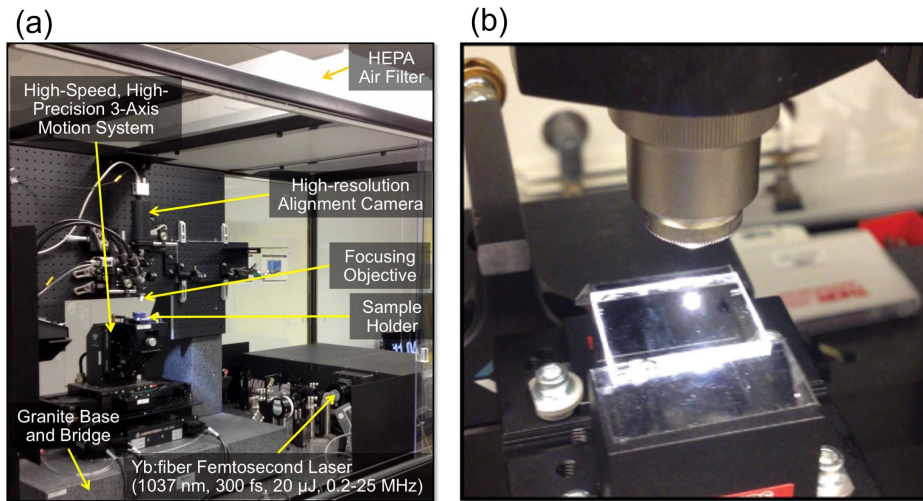 (a)
HEPA
Air Filter
High-Speed, High-
Precision 3-Axis
Motion System
High-resolution
Alignment Camera
Focusing
Objective
Sample
Holder
Granite Base
and Bridge
Yb:fiber Femtosecond Laser
(1037 nm, 300 fs, 20 µJ, 0.2-25 MHz)
(b)